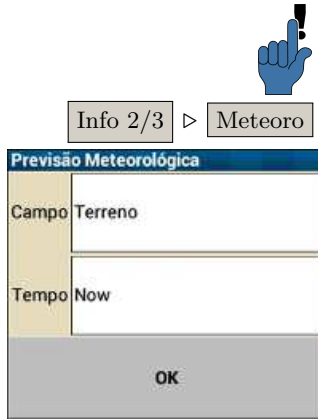 Info 2/3 ▷ Meteoro
Previsão Meteorológica
Campo Terreno
Tempo Now
OK